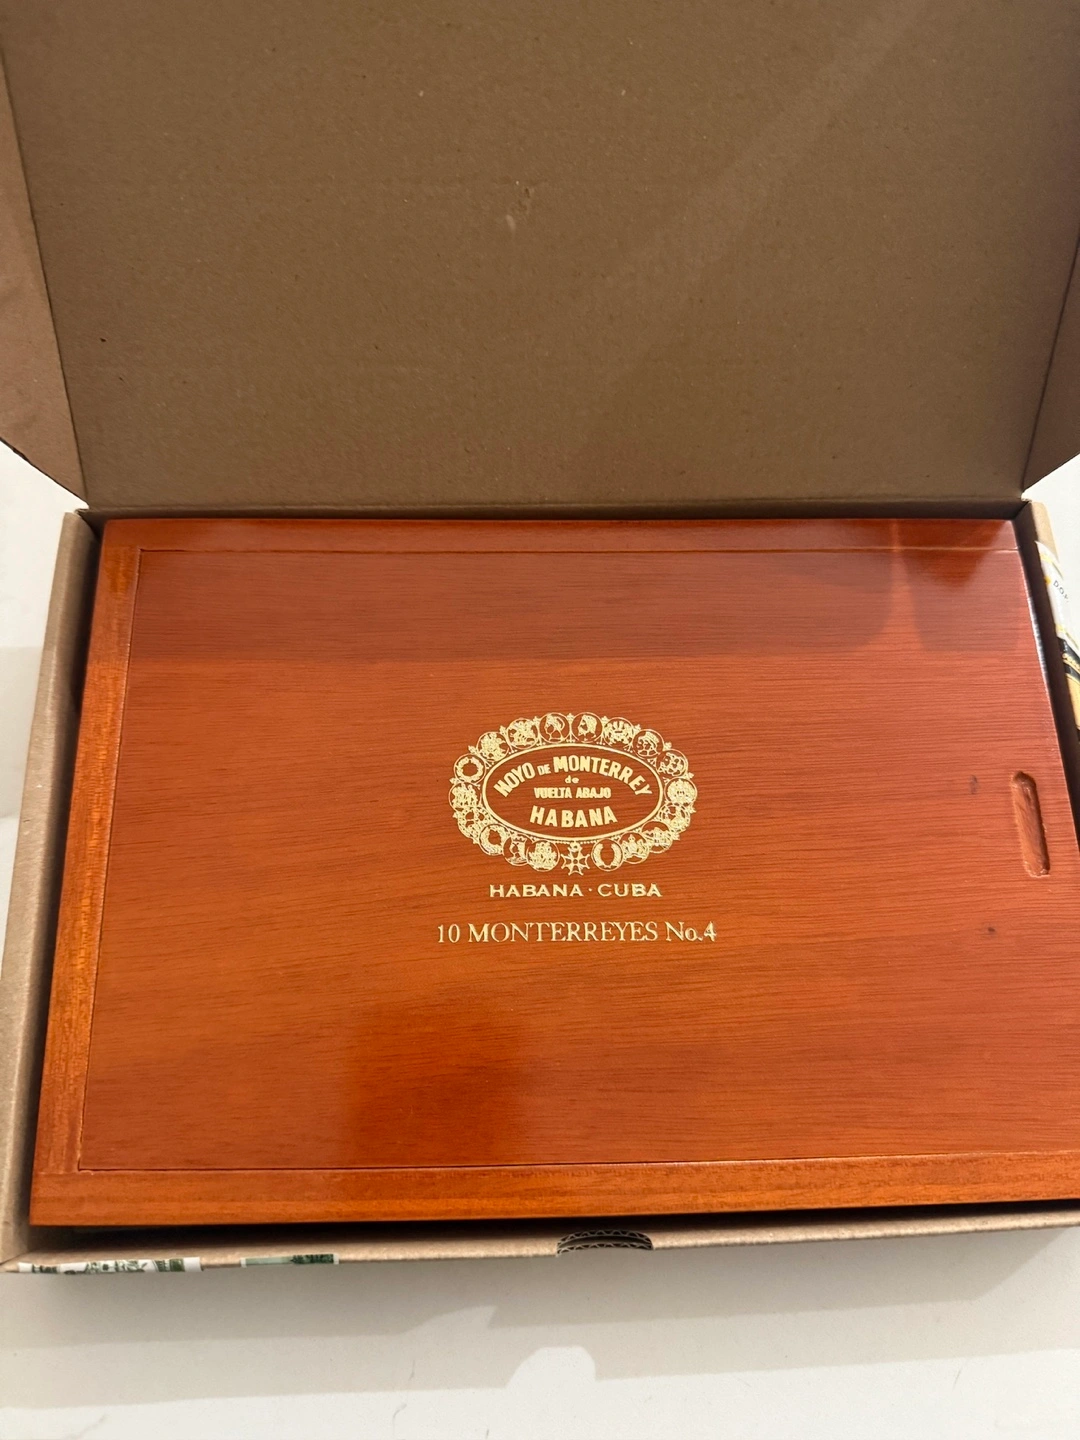 HOYO DE MONTERREY
de
VUELTA ABAJO
HABANA
HABANA · CUBA
10 MONTERREYES No.4